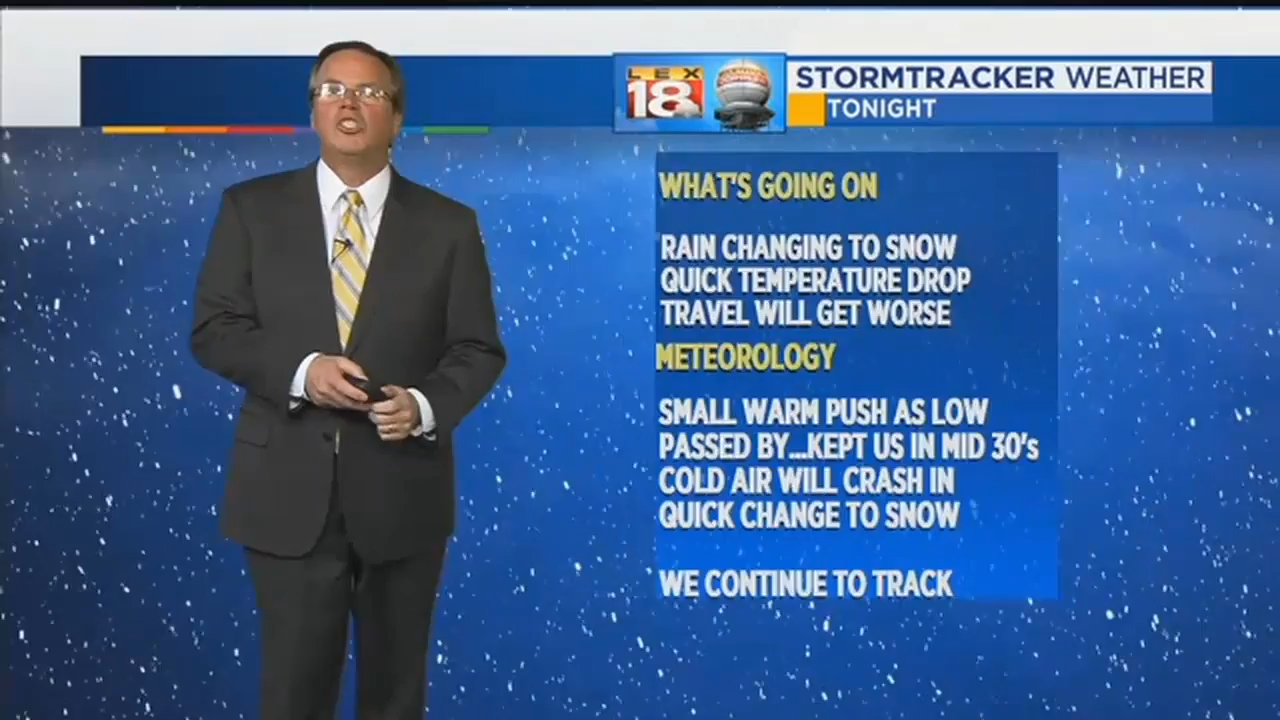 LEX
18
STORMTRACKER WEATHER
TONIGHT
WHAT'S GOING ON
RAIN CHANGING TO SNOW
QUICK TEMPERATURE DROP
TRAVEL WILL GET WORSE
METEOROLOGY
SMALL WARM PUSH AS LOW
PASSED BY...KEPT US IN MID 30's
COLD AIR WILL CRASH IN
QUICK CHANGE TO SNOW
WE CONTINUE TO TRACK